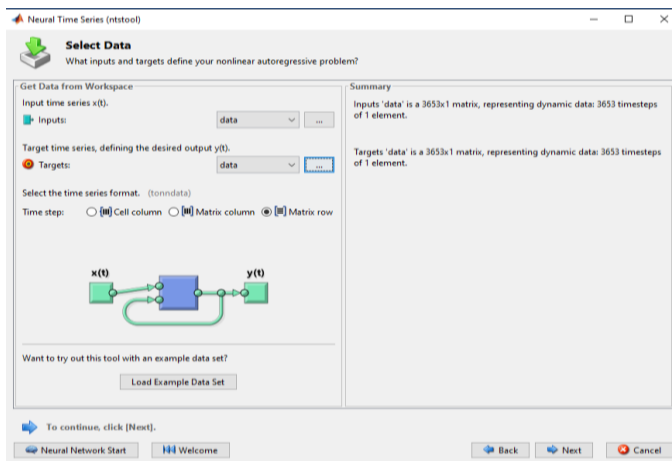 Neural Time Series (ntstool)
Select Data
What inputs and targets define your nonlinear autoregressive problem?
Get Data from Workspace
Input time series x(t).
Inputs:
data
...
Target time series, defining the desired output y(t).
Targets:
data
...
Select the time series format. (tonndata)
Time step:
Cell column
Matrix column
Matrix row
x(t)
y(t)
Want to try out this tool with an example data set?
Load Example Data Set
Summary
Inputs 'data' is a 3653x1 matrix, representing dynamic data: 3653 timesteps
of 1 element.
Targets 'data' is a 3653x1 matrix, representing dynamic data: 3653 timesteps
of 1 element.
To continue, click [Next].
Neural Network Start
Welcome
Back
Next
Cancel